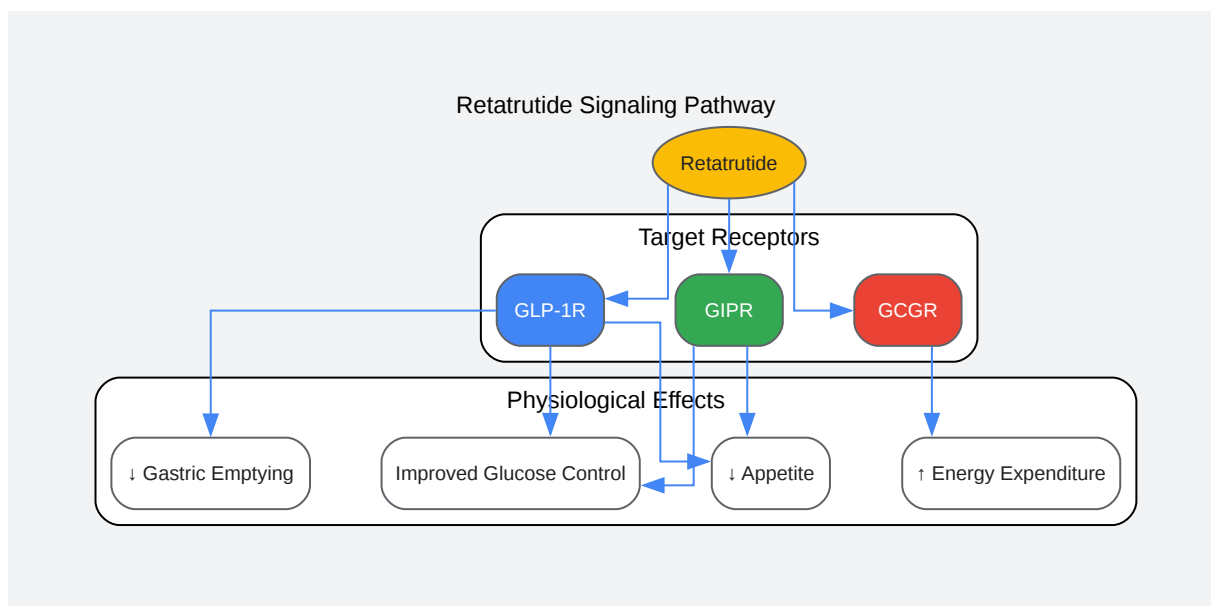 Retatrutide Signaling Pathway
Retatrutide
Target Receptors
GLP-1R
GIPR
GCGR
Physiological Effects
↓ Gastric Emptying
Improved Glucose Control
↓ Appetite
↑ Energy Expenditure